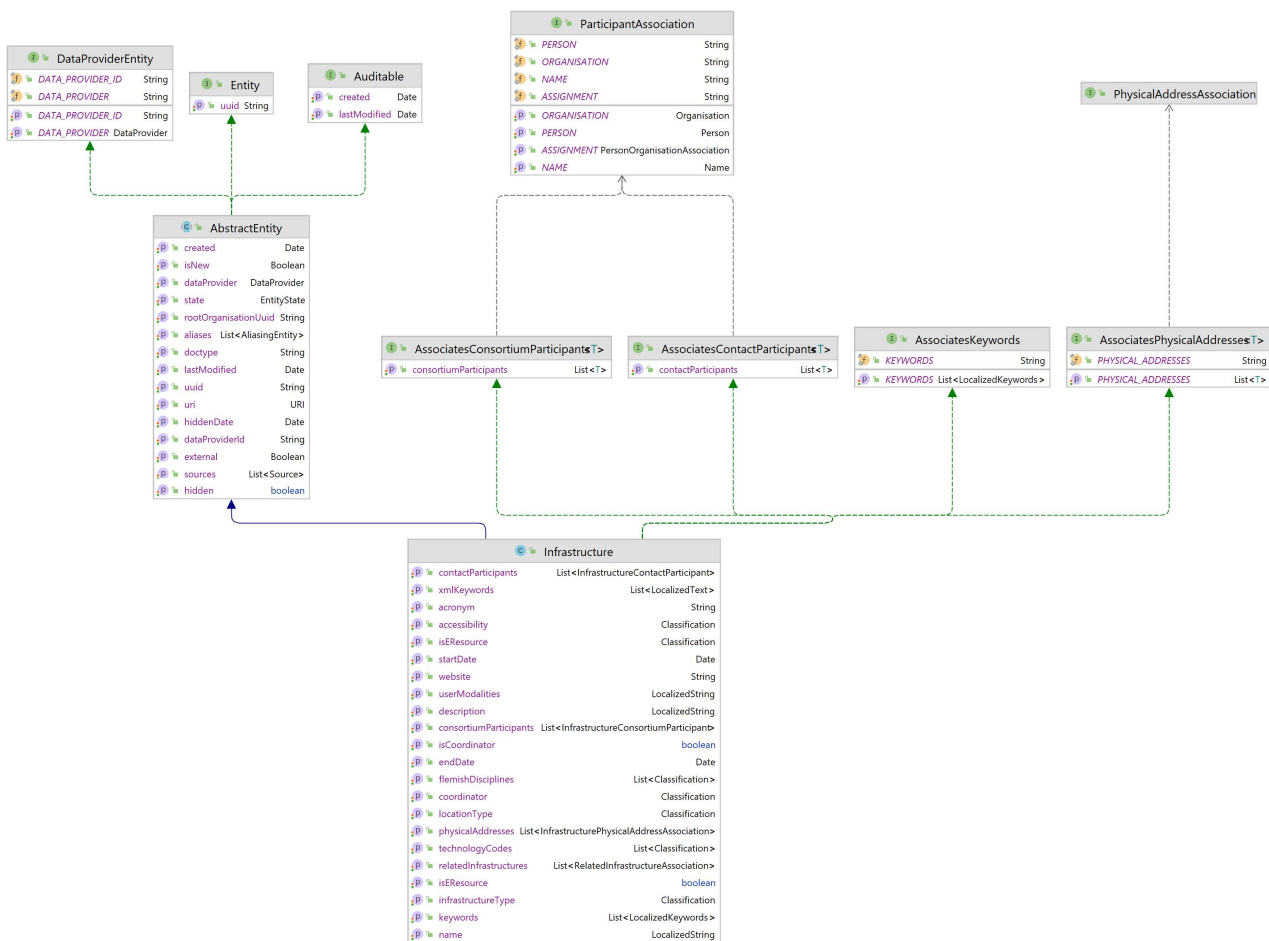 ParticipantAssociation
PERSON String
ORGANISATION String
NAME String
ASSIGNMENT String
ORGANISATION Organisation
PERSON Person
ASSIGNMENT PersonOrganisationAssociation
NAME Name
DataProviderEntity
DATA_PROVIDER_ID String
DATA_PROVIDER String
DATA_PROVIDER_ID String
DATA_PROVIDER DataProvider
Entity
uuid String
Auditable
created Date
lastModified Date
PhysicalAddressAssociation
AbstractEntity
created Date
isNew Boolean
dataProvider DataProvider
state EntityState
rootOrganisationUuid String
aliases List<AliasingEntity>
doctype String
lastModified Date
uuid String
uri URI
hiddenDate Date
dataProviderId String
external Boolean
sources List<Source>
hidden boolean
AssociatesConsortiumParticipants<T>
consortiumParticipants List<T>
AssociatesContactParticipants<T>
contactParticipants List<T>
AssociatesKeywords
KEYWORDS String
KEYWORDS List<LocalizedKeywords>
AssociatesPhysicalAddresses<T>
PHYSICAL_ADDRESSES String
PHYSICAL_ADDRESSES List<T>
Infrastructure
contactParticipants List<InfrastructureContactParticipant>
xmlKeywords List<LocalizedText>
acronym String
accessibility Classification
isEResource Classification
startDate Date
website String
userModalities LocalizedString
description LocalizedString
consortiumParticipants List<InfrastructureConsortiumParticipant>
isCoordinator boolean
endDate Date
flemishDisciplines List<Classification>
coordinator Classification
locationType Classification
physicalAddresses List<InfrastructurePhysicalAddressAssociation>
technologyCodes List<Classification>
relatedInfrastructures List<RelatedInfrastructureAssociation>
isEResource boolean
infrastructureType Classification
keywords List<LocalizedKeywords>
name LocalizedString